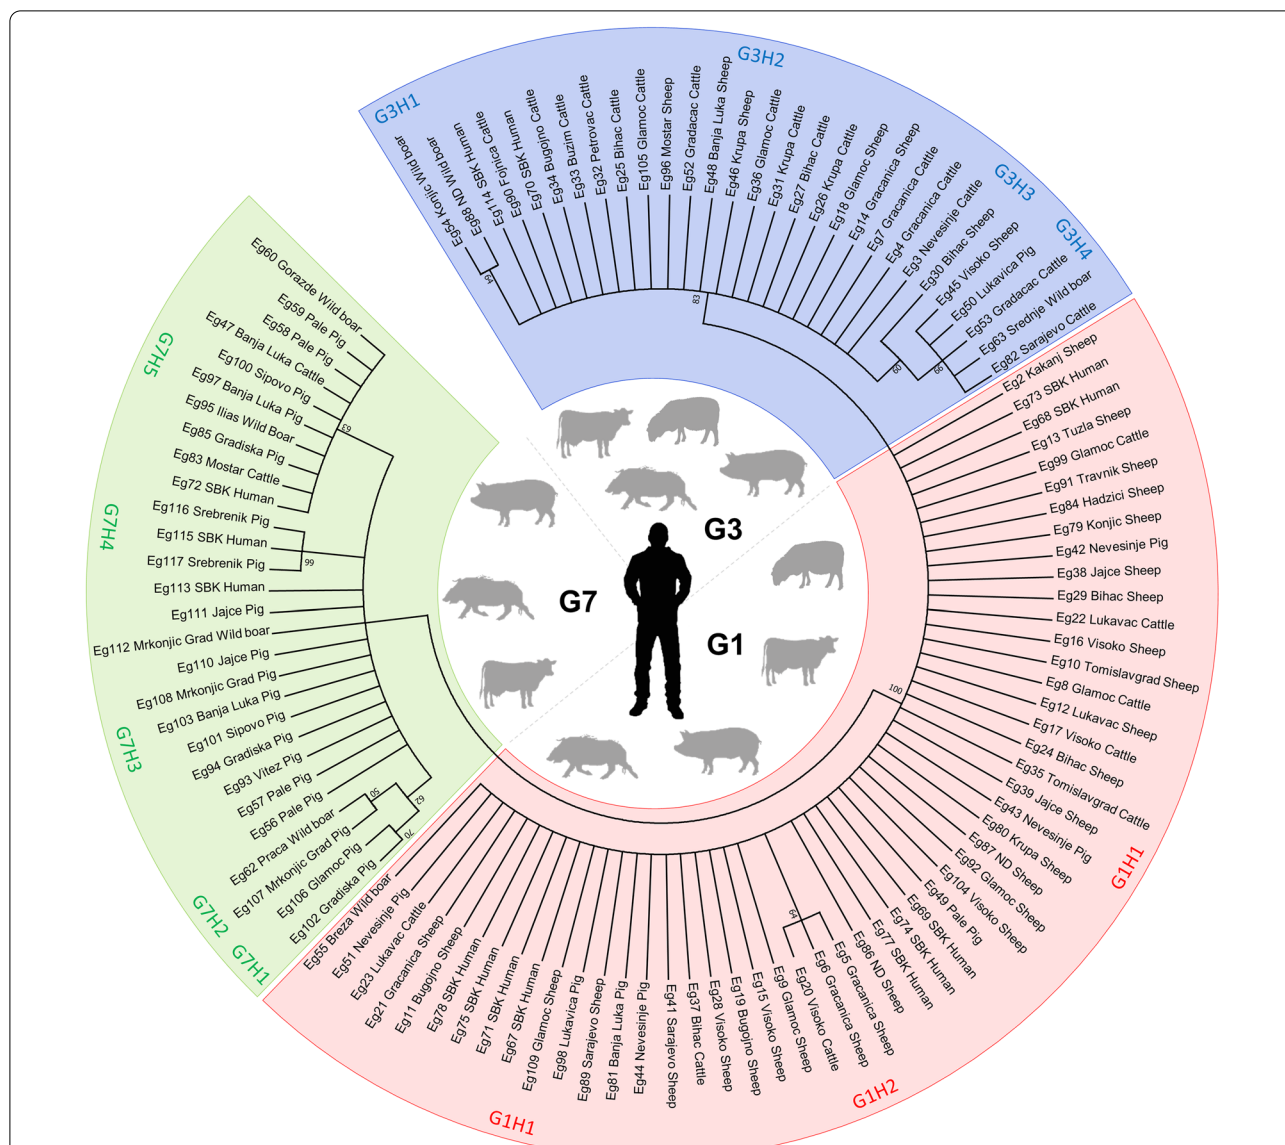 G3H1
G3H2
G3H3
G3H4
Eg54 Konjic Wild boar
Eg88 ND Wild boar
Eg114 SBK Human
Eg90 Fojnica Cattle
Eg70 SBK Human
Eg34 Bugojno Cattle
Eg33 Buzim Cattle
Eg32 Petrovac Cattle
Eg25 Bihac Cattle
Eg105 Glamoc Cattle
Eg96 Mostar Sheep
Eg52 Gradacac Cattle
Eg48 Banja Luka Sheep
Eg46 Krupa Sheep
Eg36 Glamoc Cattle
Eg31 Krupa Cattle
Eg27 Bihac Cattle
Eg26 Krupa Cattle
Eg18 Glamoc Sheep
Eg14 Gracanica Sheep
Eg7 Gracanica Cattle
Eg4 Gracanica Cattle
Eg3 Nevesinje Cattle
Eg30 Bihac Sheep
Eg45 Visoko Sheep
Eg50 Lukavica Pig
Eg53 Gradacac Cattle
Eg63 Srednje Wild boar
Eg82 Sarajevo Cattle
64
83
60
66
Eg2 Kakanj Sheep
Eg73 SBK Human
Eg68 SBK Human
Eg13 Tuzla Sheep
Eg99 Glamoc Cattle
Eg91 Travnik Sheep
Eg84 Hadzici Sheep
Eg79 Konjic Sheep
Eg42 Nevesinje Pig
Eg38 Jajce Sheep
Eg29 Bihac Sheep
Eg22 Lukavac Cattle
Eg16 Visoko Sheep
Eg10 Tomislavgrad Sheep
Eg8 Glamoc Cattle
Eg12 Lukavac Sheep
Eg17 Visoko Cattle
Eg24 Bihac Sheep
Eg35 Tomislavgrad Cattle
Eg39 Jajce Sheep
Eg43 Nevesinje Pig
Eg80 Krupa Sheep
Eg87 ND Sheep
Eg92 Glamoc Sheep
Eg104 Visoko Sheep
Eg49 Pale Pig
Eg69 SBK Human
Eg74 SBK Human
Eg77 SBK Human
Eg86 ND Sheep
Eg5 Gracanica Sheep
Eg6 Gracanica Sheep
Eg20 Visoko Cattle
Eg9 Glamoc Sheep
Eg15 Visoko Sheep
Eg19 Bugojno Sheep
Eg28 Visoko Sheep
Eg37 Bihac Cattle
Eg41 Sarajevo Sheep
Eg44 Nevesinje Pig
Eg81 Banja Luka Pig
Eg89 Sarajevo Sheep
Eg98 Lukavica Pig
Eg109 Glamoc Sheep
Eg67 SBK Human
Eg71 SBK Human
Eg75 SBK Human
Eg78 SBK Human
Eg11 Bugojno Sheep
Eg21 Gracanica Sheep
Eg23 Lukavac Cattle
Eg51 Nevesinje Pig
Eg55 Breza Wild boar
100
64
G1H1
G1H2
G1H1
Eg102 Gradiska Pig
Eg106 Glamoc Pig
Eg107 Mrkonjic Grad Pig
Eg62 Praca Wild boar
Eg56 Pale Pig
Eg57 Pale Pig
Eg93 Vitez Pig
Eg94 Gradiska Pig
Eg101 Sipovo Pig
Eg103 Banja Luka Pig
Eg108 Mrkonjic Grad Pig
Eg110 Jajce Pig
Eg112 Mrkonjic Grad Wild boar
Eg111 Jajce Pig
Eg113 SBK Human
Eg117 Srebrenik Pig
Eg115 SBK Human
Eg116 Srebrenik Pig
Eg72 SBK Human
Eg83 Mostar Cattle
Eg85 Gradiska Pig
Eg95 Ilias Wild Boar
Eg97 Banja Luka Pig
Eg100 Sipovo Pig
Eg47 Banja Luka Cattle
Eg58 Pale Pig
Eg59 Pale Pig
Eg60 Gorazde Wild boar
70
62
50
99
63
G7H1
G7H2
G7H3
G7H4
G7H5
G3
G7
G1